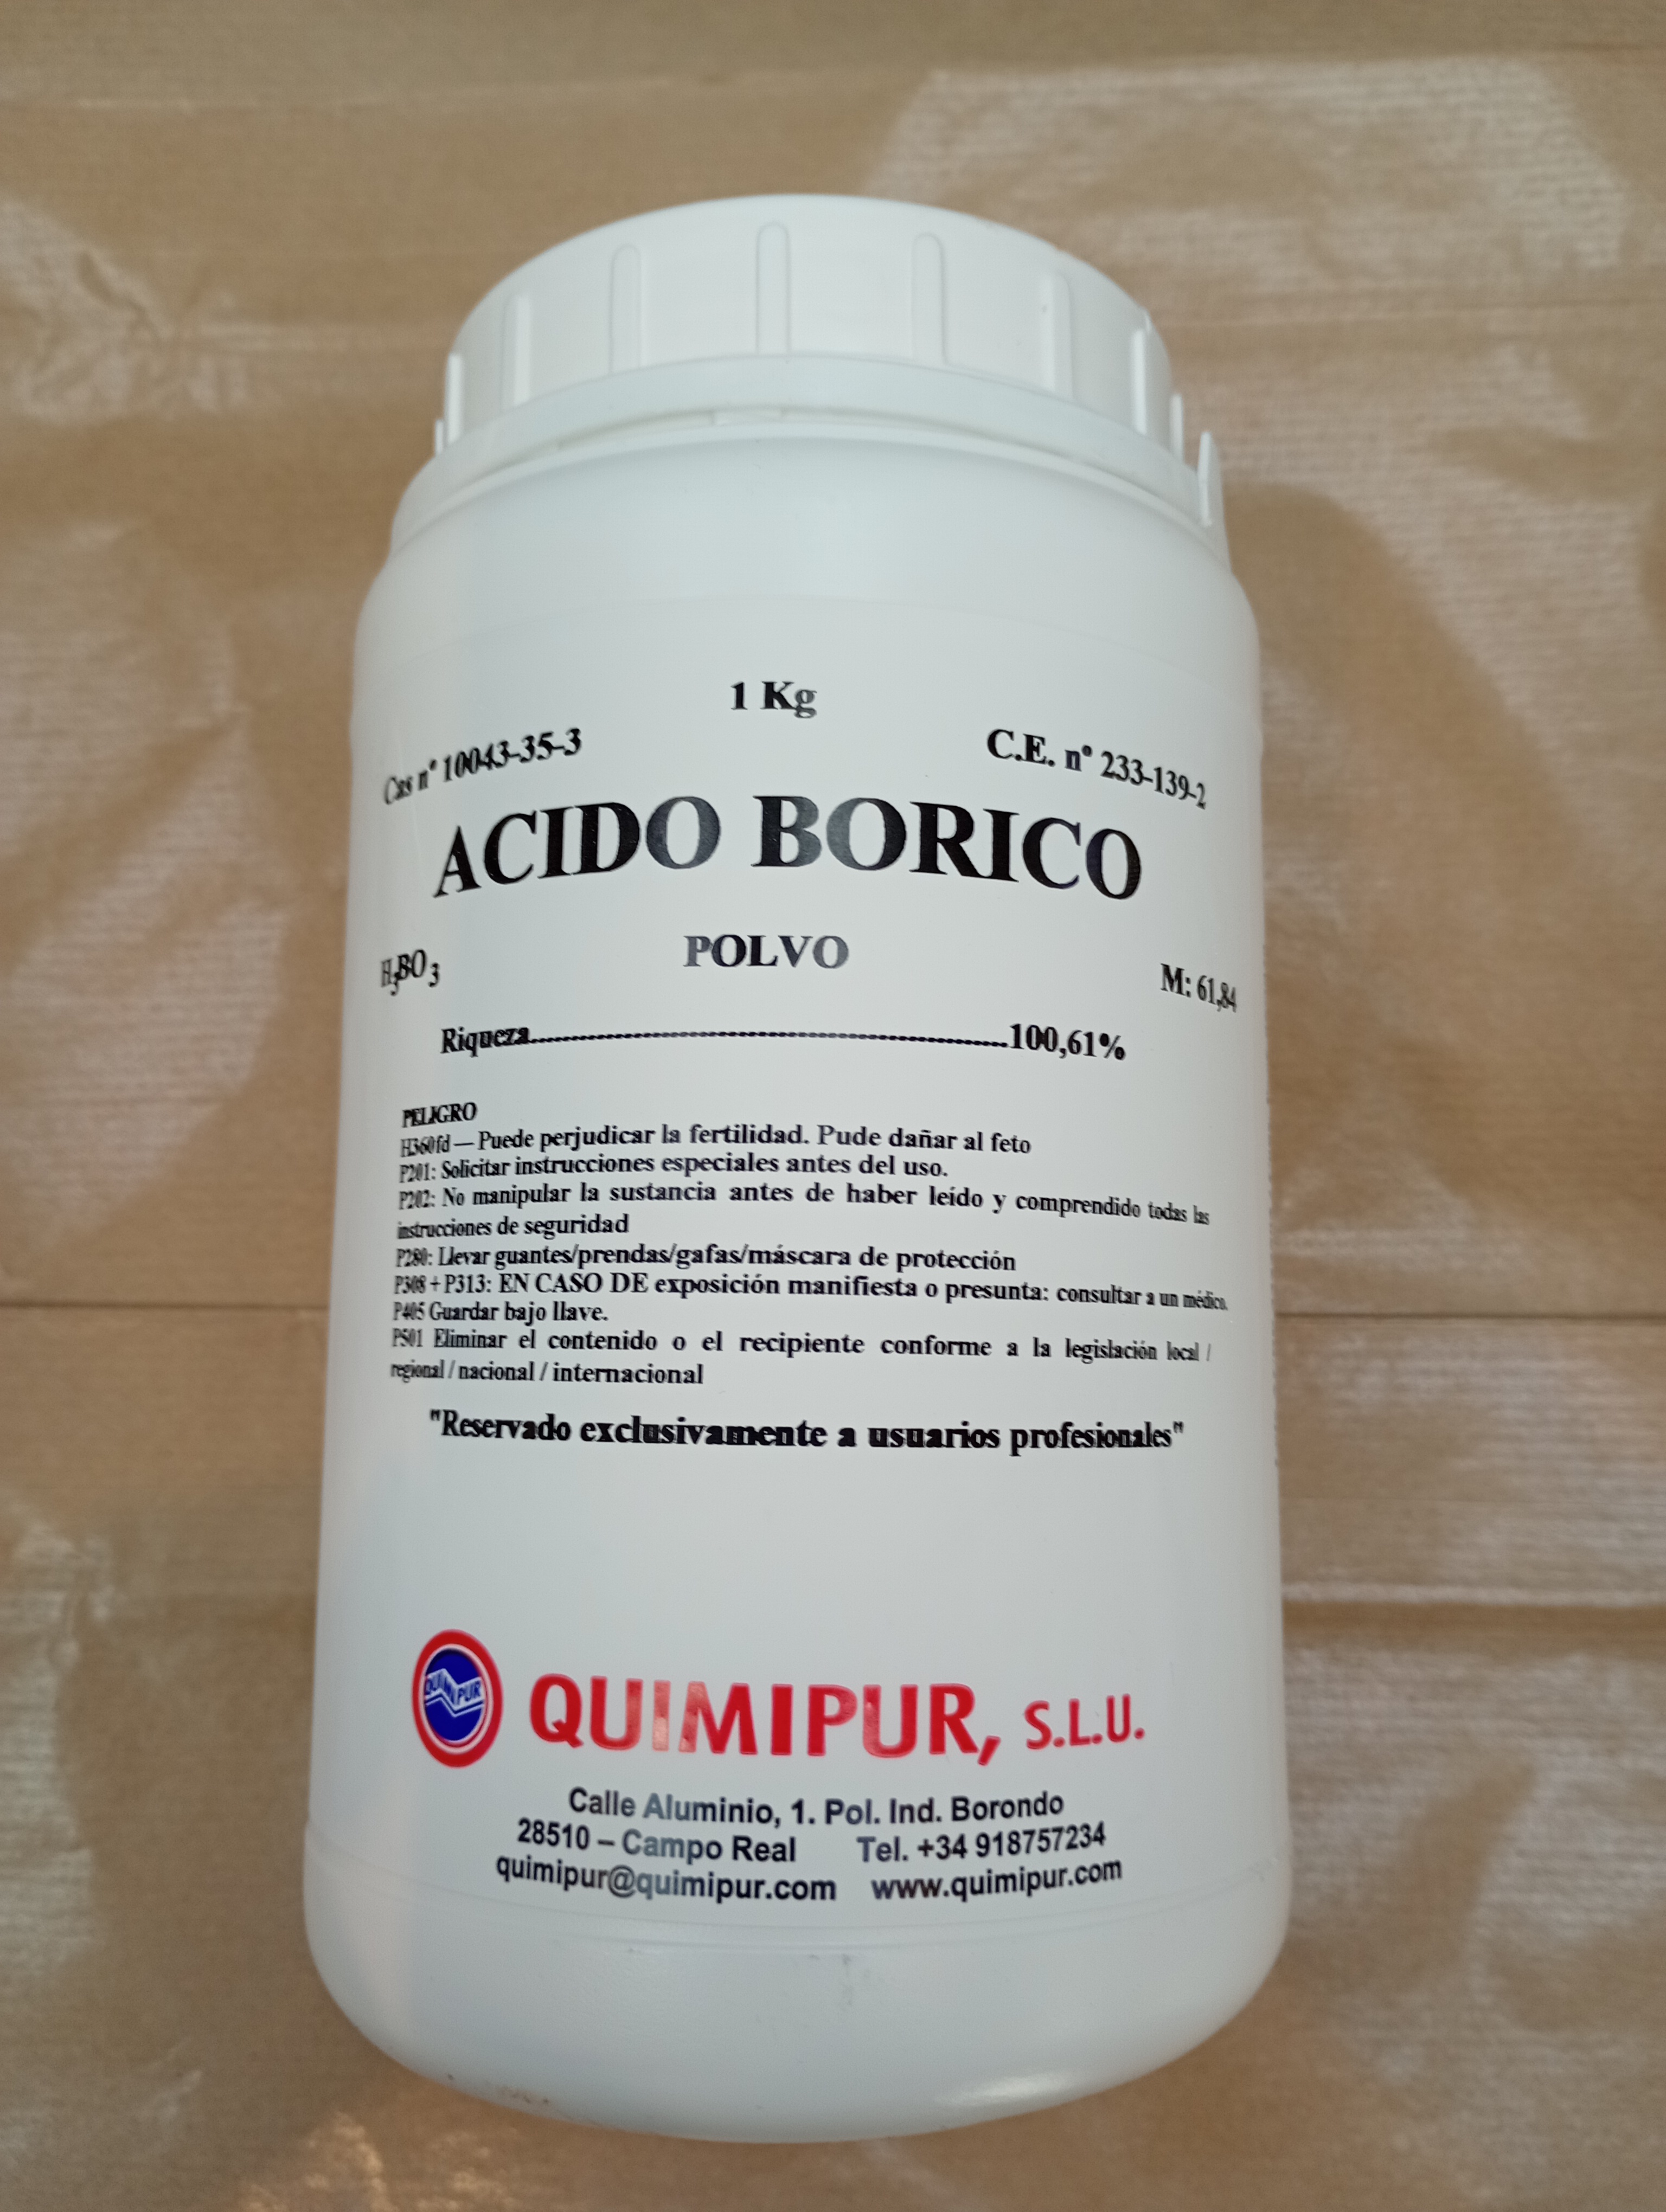 1 Kg
Cas nº 10043-35-3
C.E. nº 233-139-2
ACIDO BORICO
H3BO3
POLVO
M: 61,84
Riqueza............................................................100,61%
PELIGRO
H360fd — Puede perjudicar la fertilidad. Pude dañar al feto
P201: Solicitar instrucciones especiales antes del uso.
P202: No manipular la sustancia antes de haber leído y comprendido todas las
instrucciones de seguridad
P280: Llevar guantes/prendas/gafas/máscara de protección
P308 + P313: EN CASO DE exposición manifiesta o presunta: consultar a un médico.
P405 Guardar bajo llave.
P501 Eliminar el contenido o el recipiente conforme a la legislación local /
regional / nacional / internacional
"Reservado exclusivamente a usuarios profesionales"
QUIMIPUR
QUIMIPUR, S.L.U.
Calle Aluminio, 1. Pol. Ind. Borondo
28510 – Campo Real Tel. +34 918757234
quimipur@quimipur.com www.quimipur.com